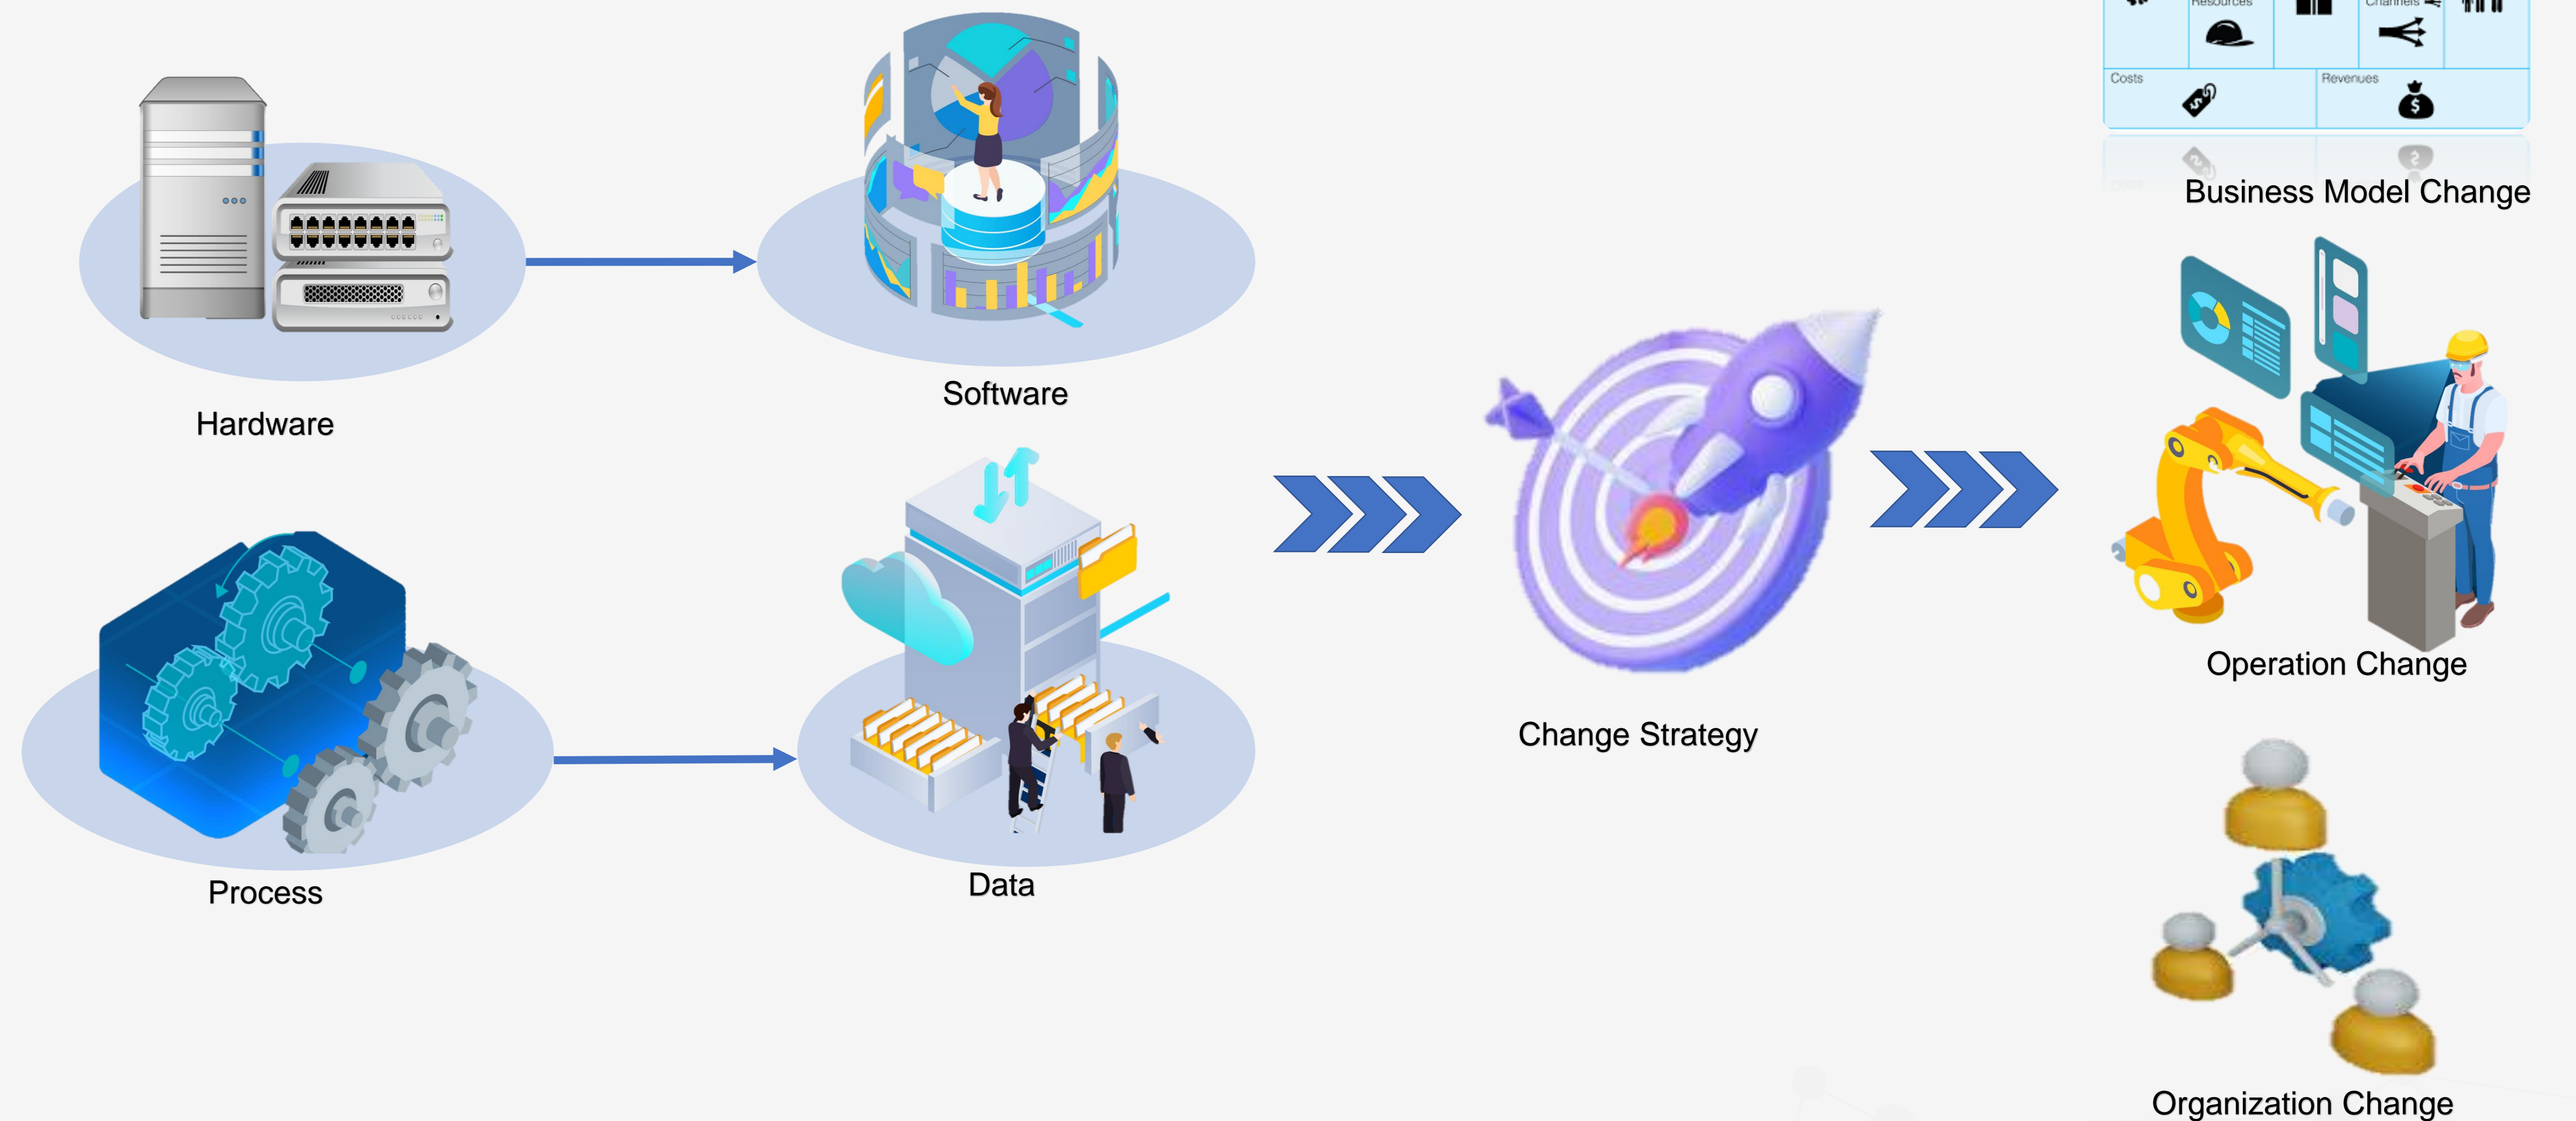 Resources
Channels
Costs
Revenues
Business Model Change
Hardware
Software
Process
Data
Change Strategy
Operation Change
Organization Change